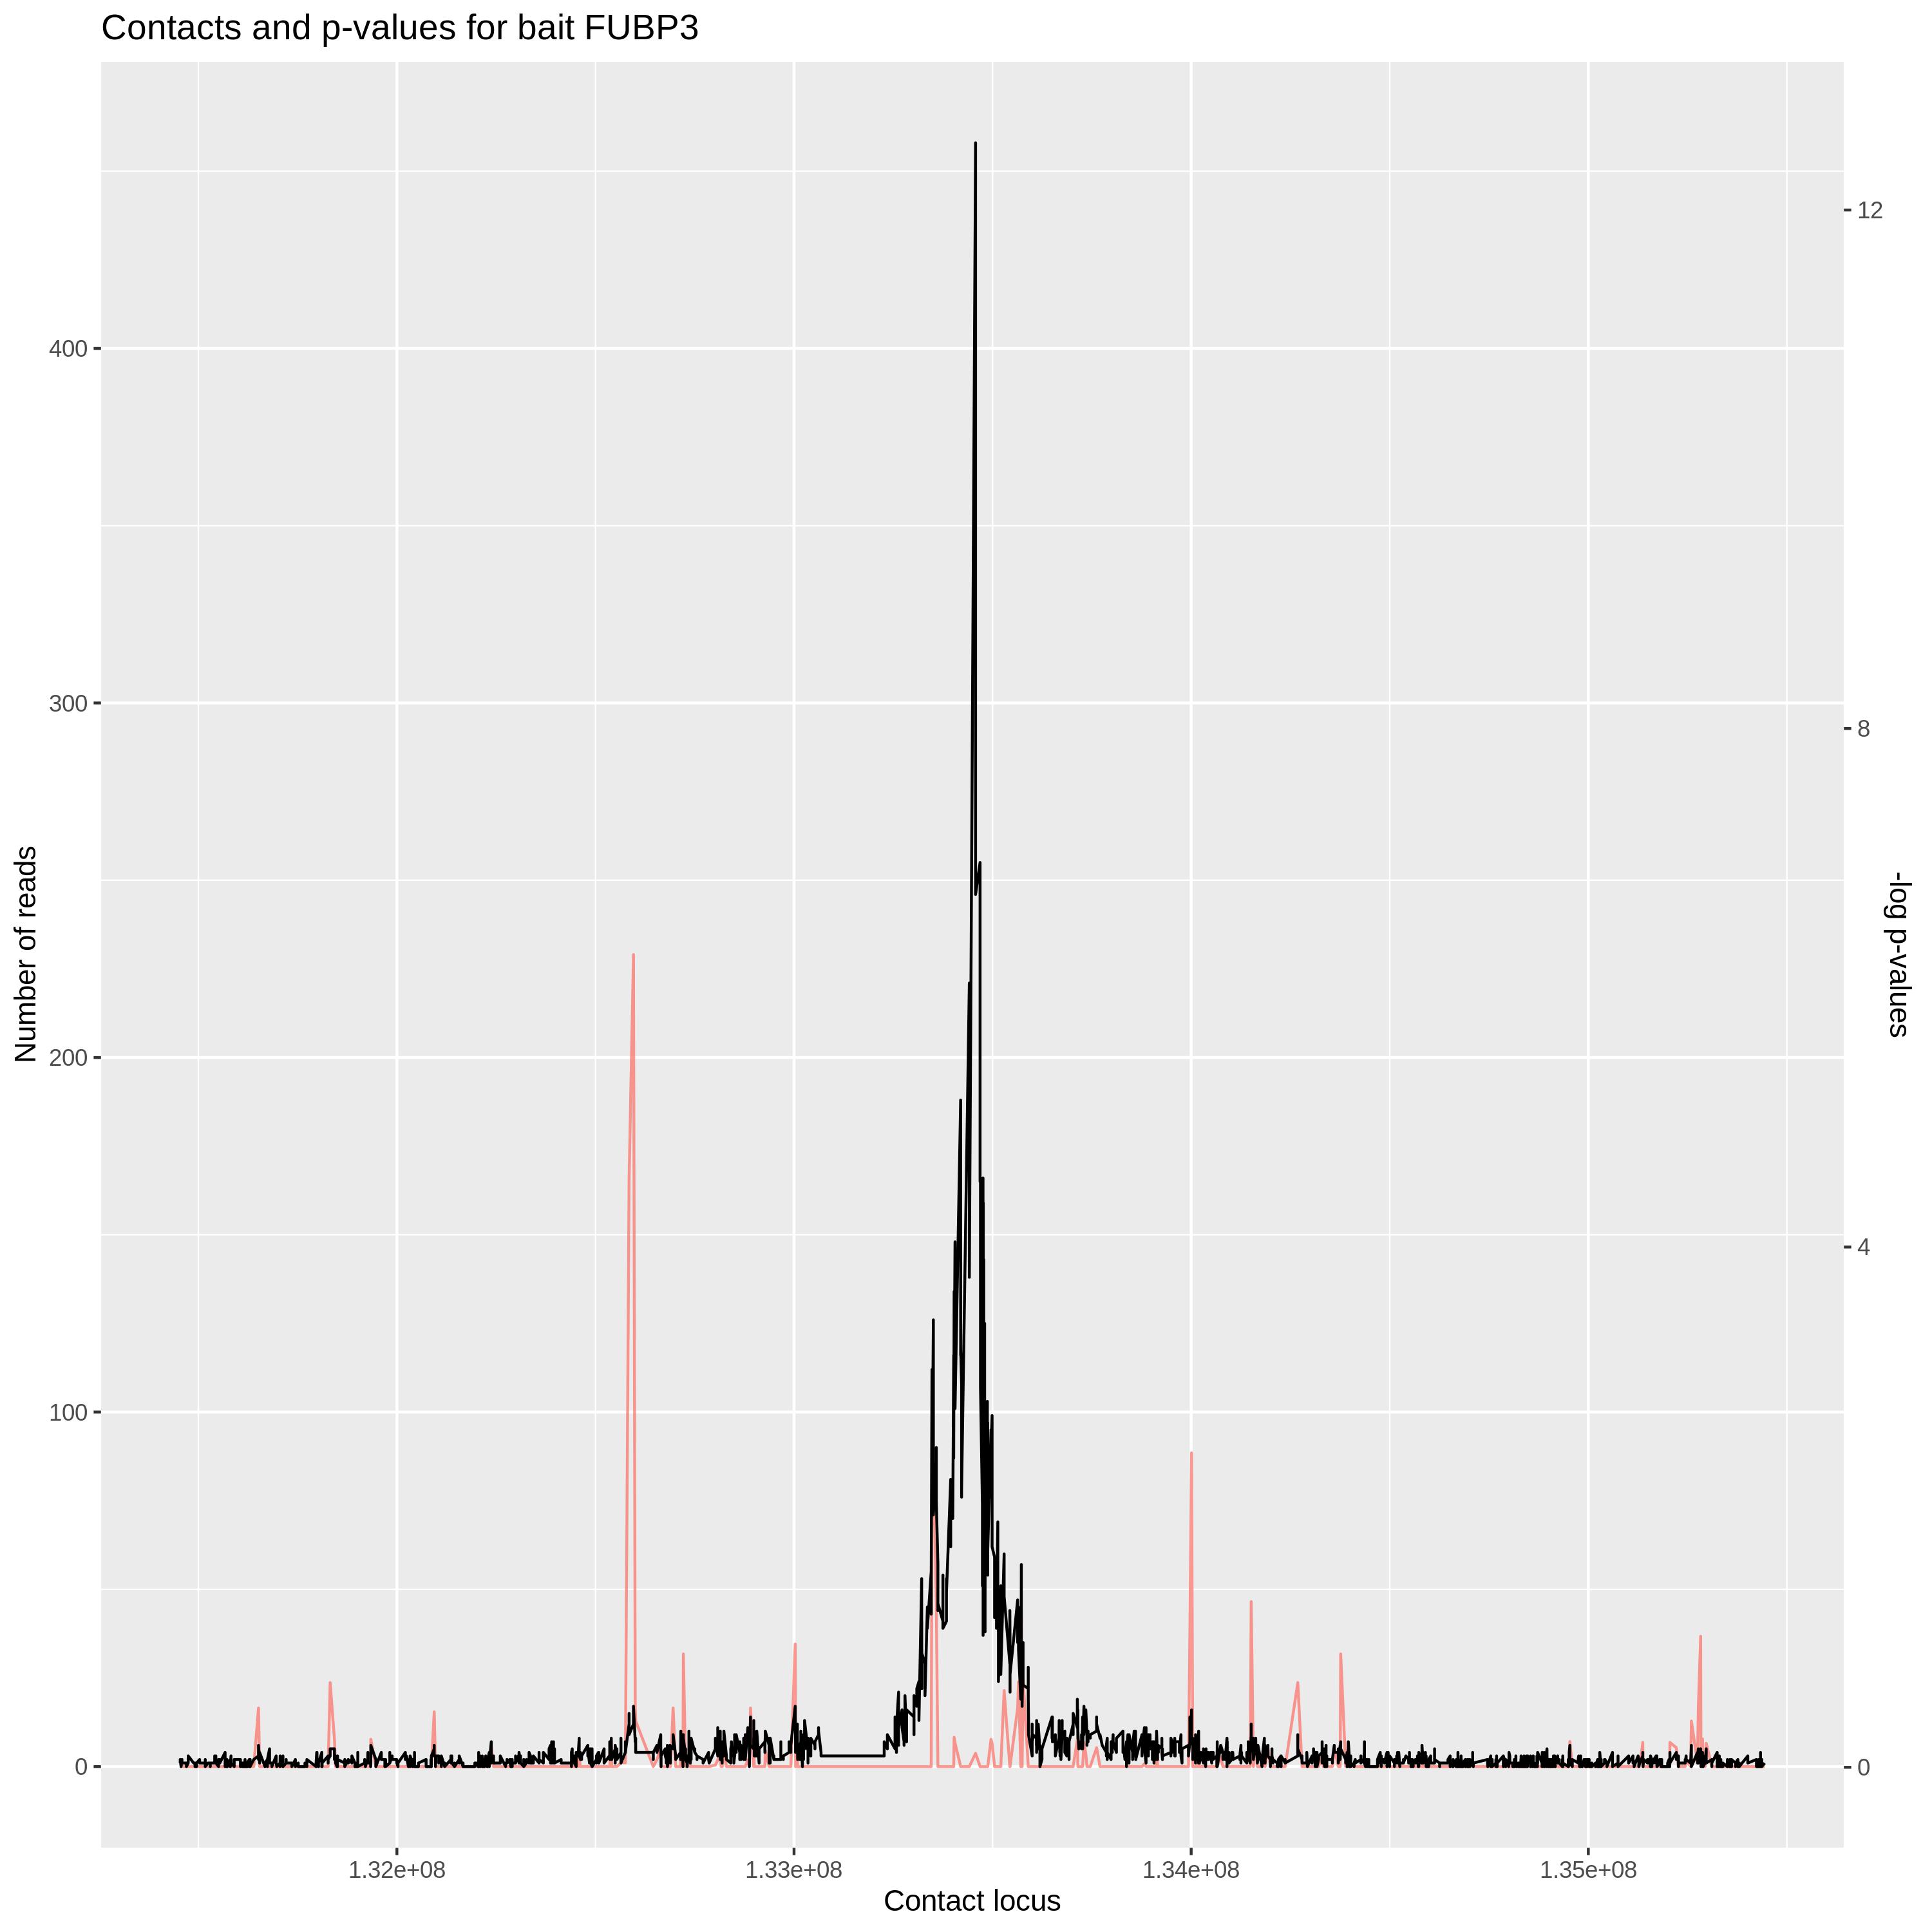 Contacts and p-values for bait FUBP3
400
300
200
100
0
Number of reads
12
8
4
0
-log p-values
1.32e+08
1.33e+08
1.34e+08
1.35e+08
Contact locus